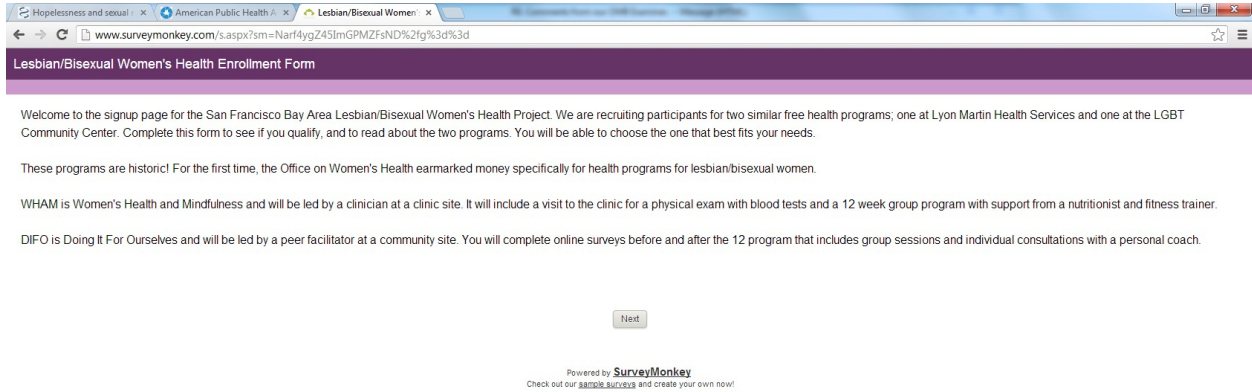 Hopelessness and sexual
American Public Health A
Lesbian/Bisexual Women'
www.surveymonkey.com/s.aspx?sm=Narf4ygZ45ImGPMZFsND%2fg%3d%3d
Lesbian/Bisexual Women's Health Enrollment Form
Welcome to the signup page for the San Francisco Bay Area Lesbian/Bisexual Women's Health Project. We are recruiting participants for two similar free health programs; one at Lyon Martin Health Services and one at the LGBT
Community Center. Complete this form to see if you qualify, and to read about the two programs. You will be able to choose the one that best fits your needs.
These programs are historic! For the first time, the Office on Women's Health earmarked money specifically for health programs for lesbian/bisexual women.
WHAM is Women's Health and Mindfulness and will be led by a clinician at a clinic site. It will include a visit to the clinic for a physical exam with blood tests and a 12 week group program with support from a nutritionist and fitness trainer.
DIFO is Doing It For Ourselves and will be led by a peer facilitator at a community site. You will complete online surveys before and after the 12 program that includes group sessions and individual consultations with a personal coach.
Next
Powered by SurveyMonkey
Check out our sample surveys and create your own now!